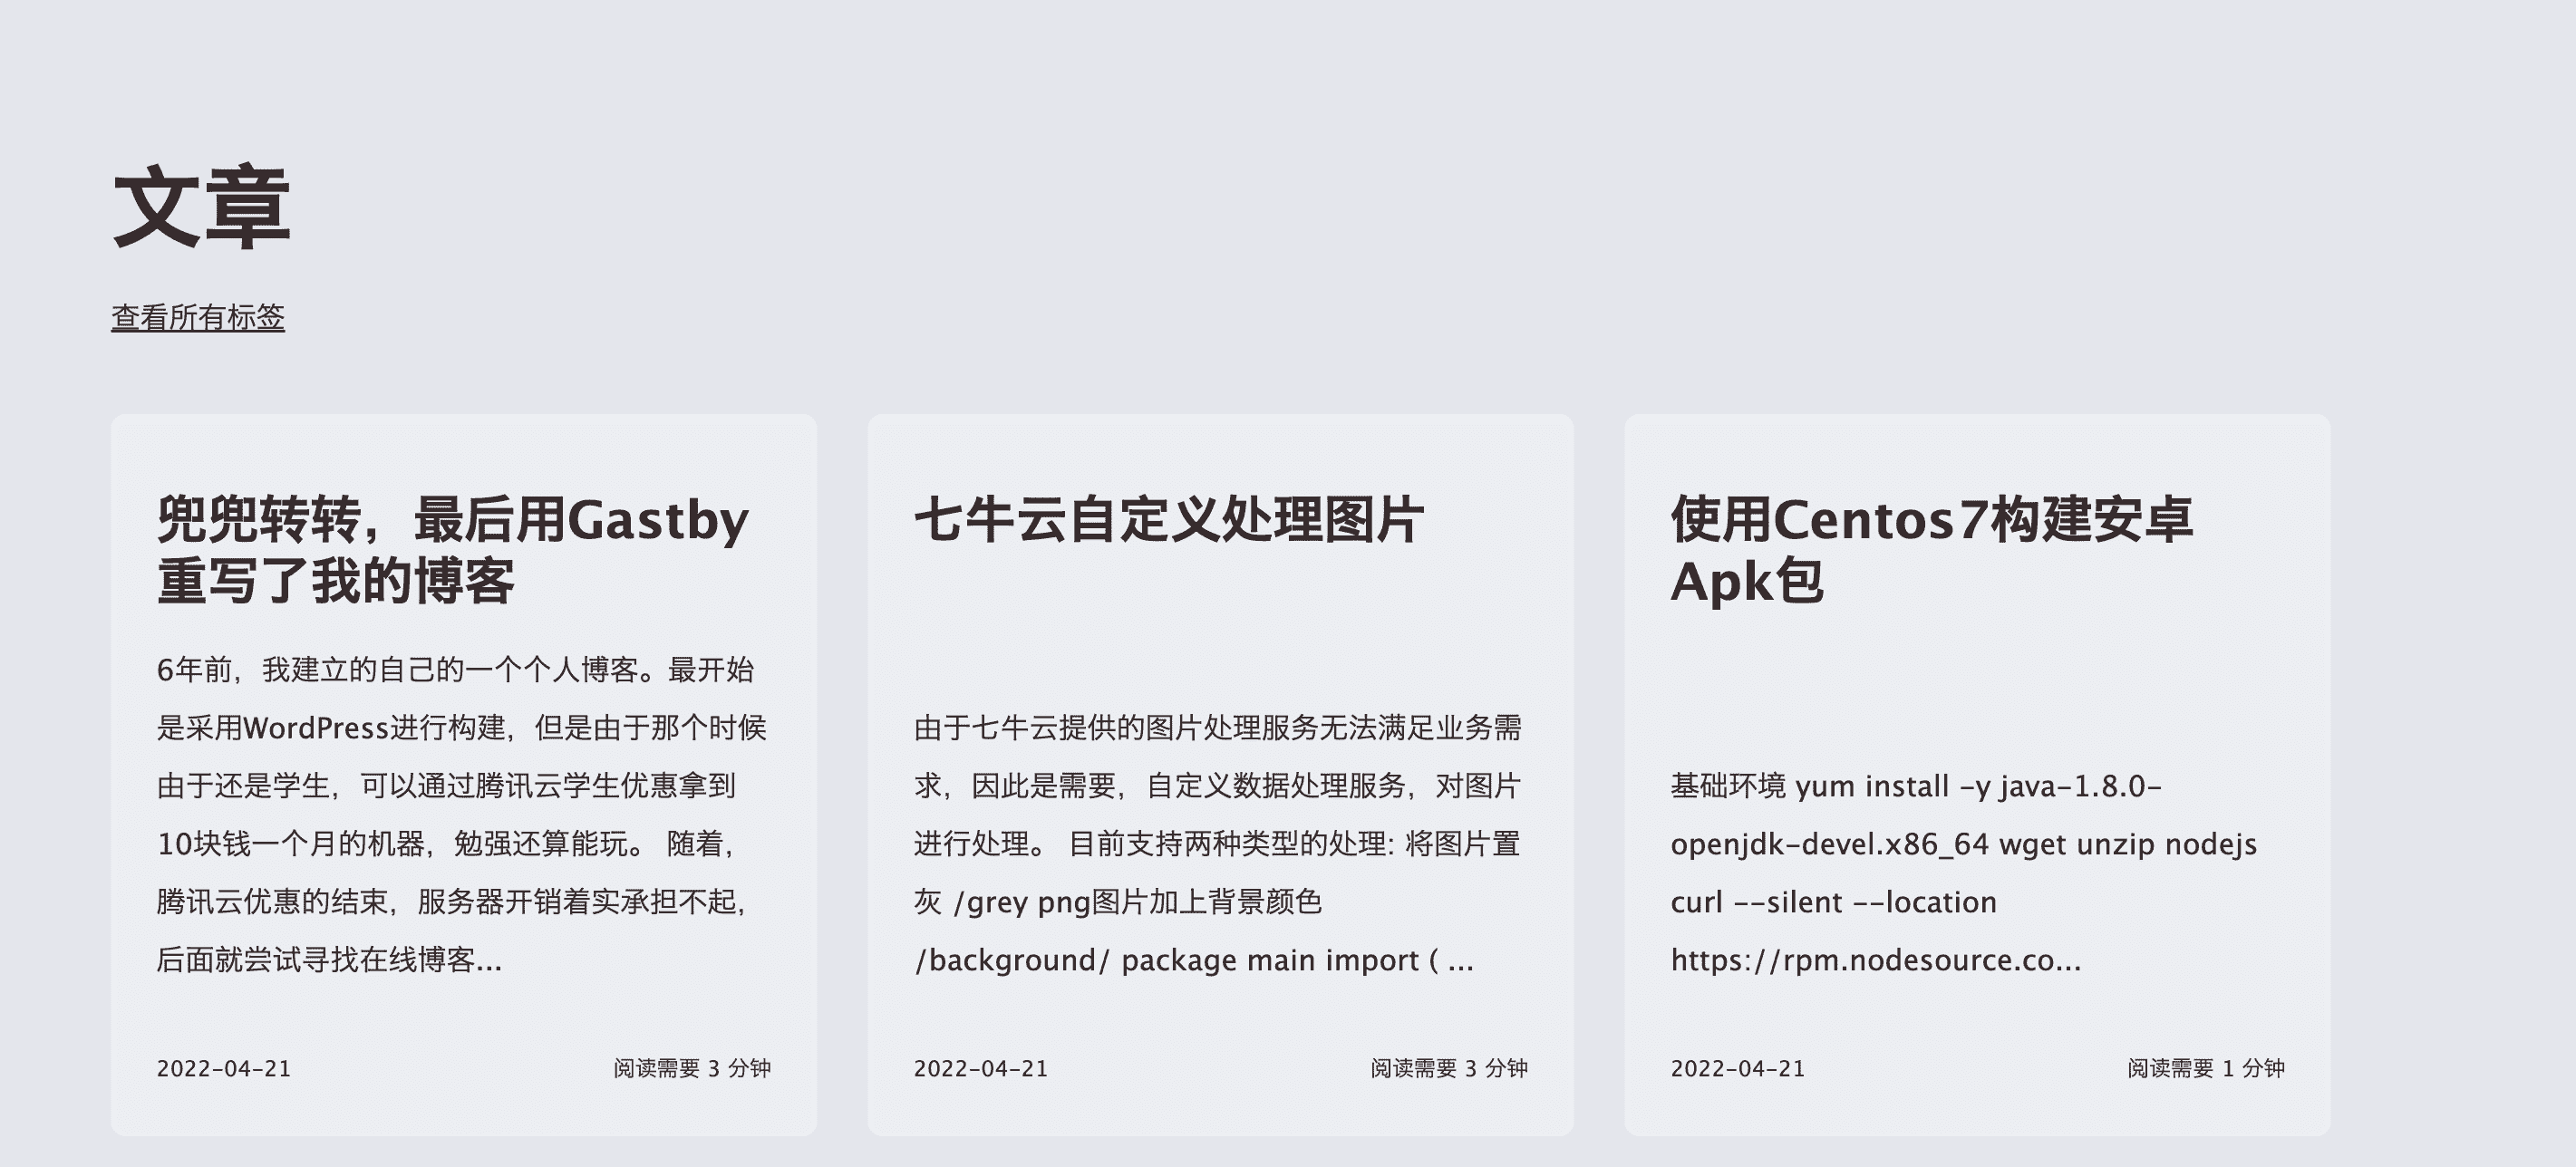 文章
查看所有标签
兜兜转转，最后用Gastby
重写了我的博客
6年前，我建立的自己的一个个人博客。最开始
是采用WordPress进行构建，但是由于那个时候
由于还是学生，可以通过腾讯云学生优惠拿到
10块钱一个月的机器，勉强还算能玩。 随着，
腾讯云优惠的结束，服务器开销着实承担不起，
后面就尝试寻找在线博客...
2022-04-21
阅读需要 3 分钟
七牛云自定义处理图片
由于七牛云提供的图片处理服务无法满足业务需
求，因此是需要，自定义数据处理服务，对图片
进行处理。 目前支持两种类型的处理: 将图片置
灰 /grey png图片加上背景颜色
/background/ package main import ( ...
2022-04-21
阅读需要 3 分钟
使用Centos7构建安卓
Apk包
基础环境 yum install -y java-1.8.0-
openjdk-devel.x86_64 wget unzip nodejs
curl --silent --location
https://rpm.nodesource.co...
2022-04-21
阅读需要 1 分钟